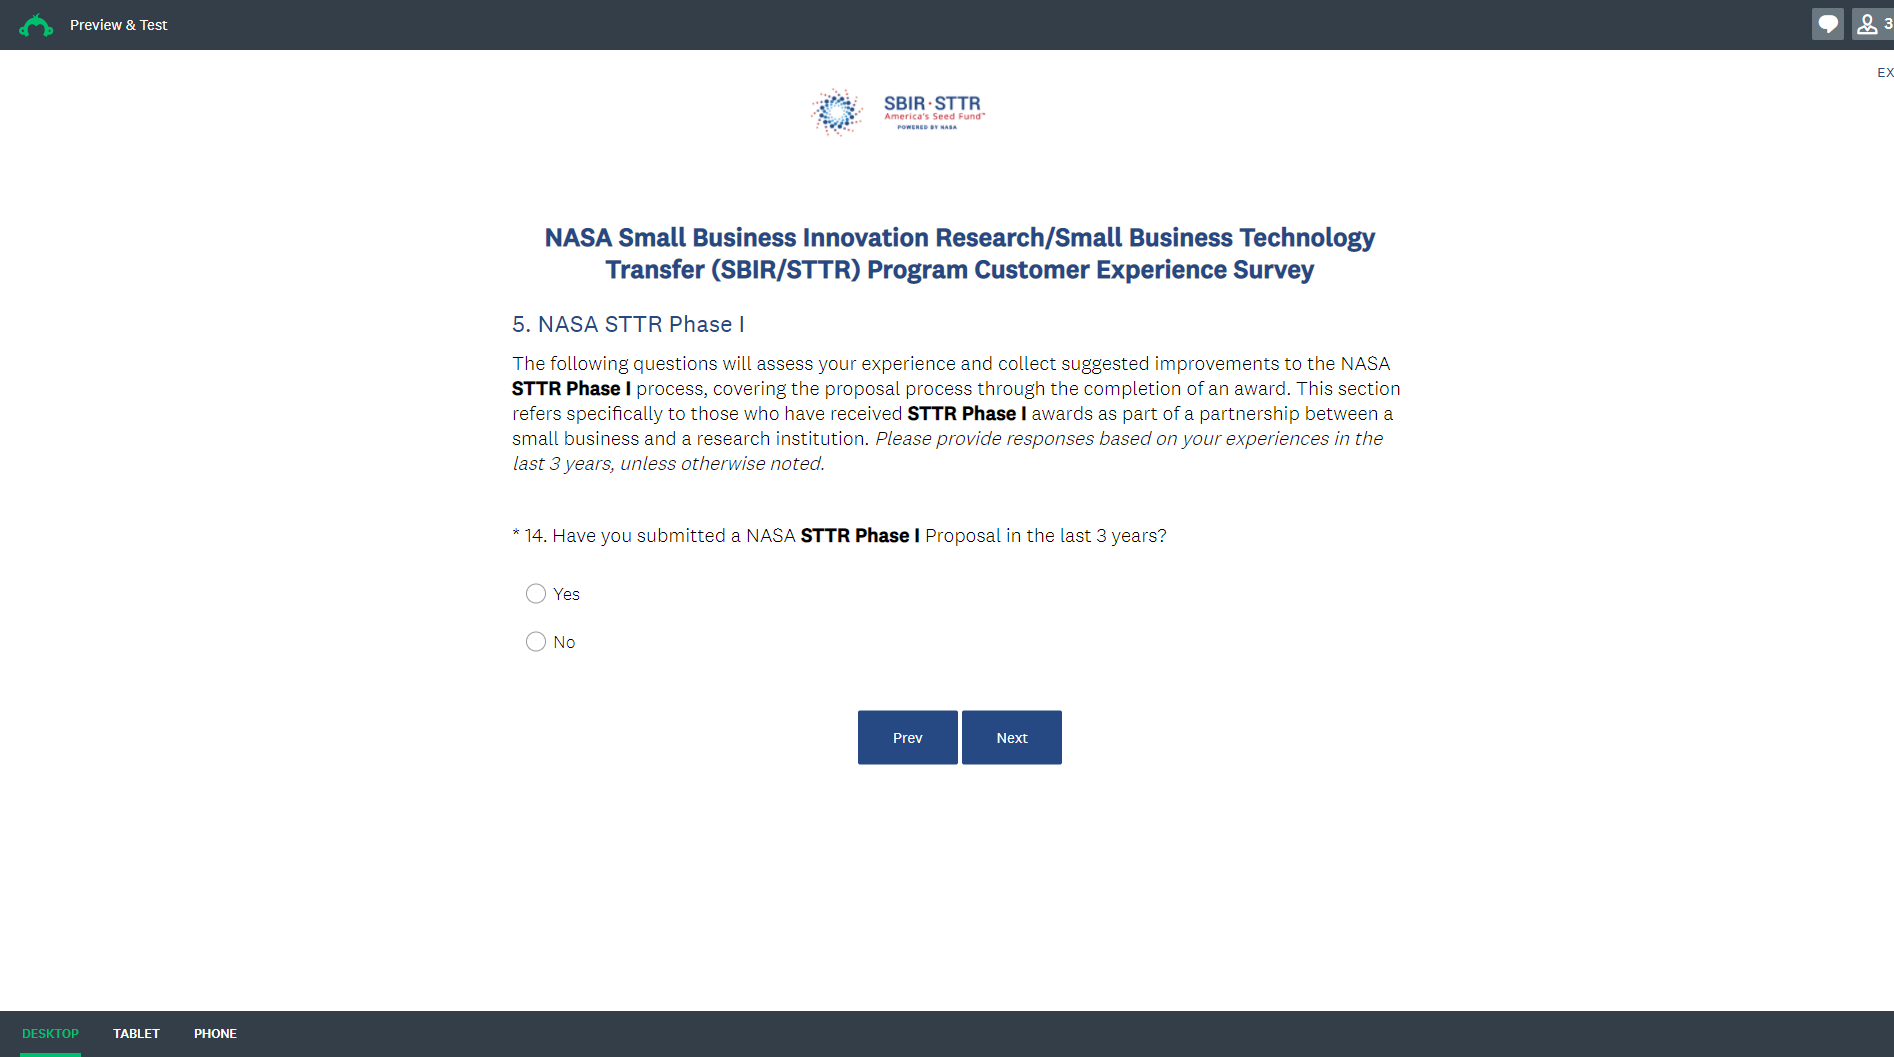 Preview & Test
3
EX
SBIR·STTR
America's Seed Fund™
POWERED BY NASA
NASA Small Business Innovation Research/Small Business Technology
Transfer (SBIR/STTR) Program Customer Experience Survey
5. NASA STTR Phase I
The following questions will assess your experience and collect suggested improvements to the NASA
STTR Phase I process, covering the proposal process through the completion of an award. This section
refers specifically to those who have received STTR Phase I awards as part of a partnership between a
small business and a research institution. Please provide responses based on your experiences in the
last 3 years, unless otherwise noted.
* 14. Have you submitted a NASA STTR Phase I Proposal in the last 3 years?
Yes
No
Prev Next
DESKTOP TABLET PHONE